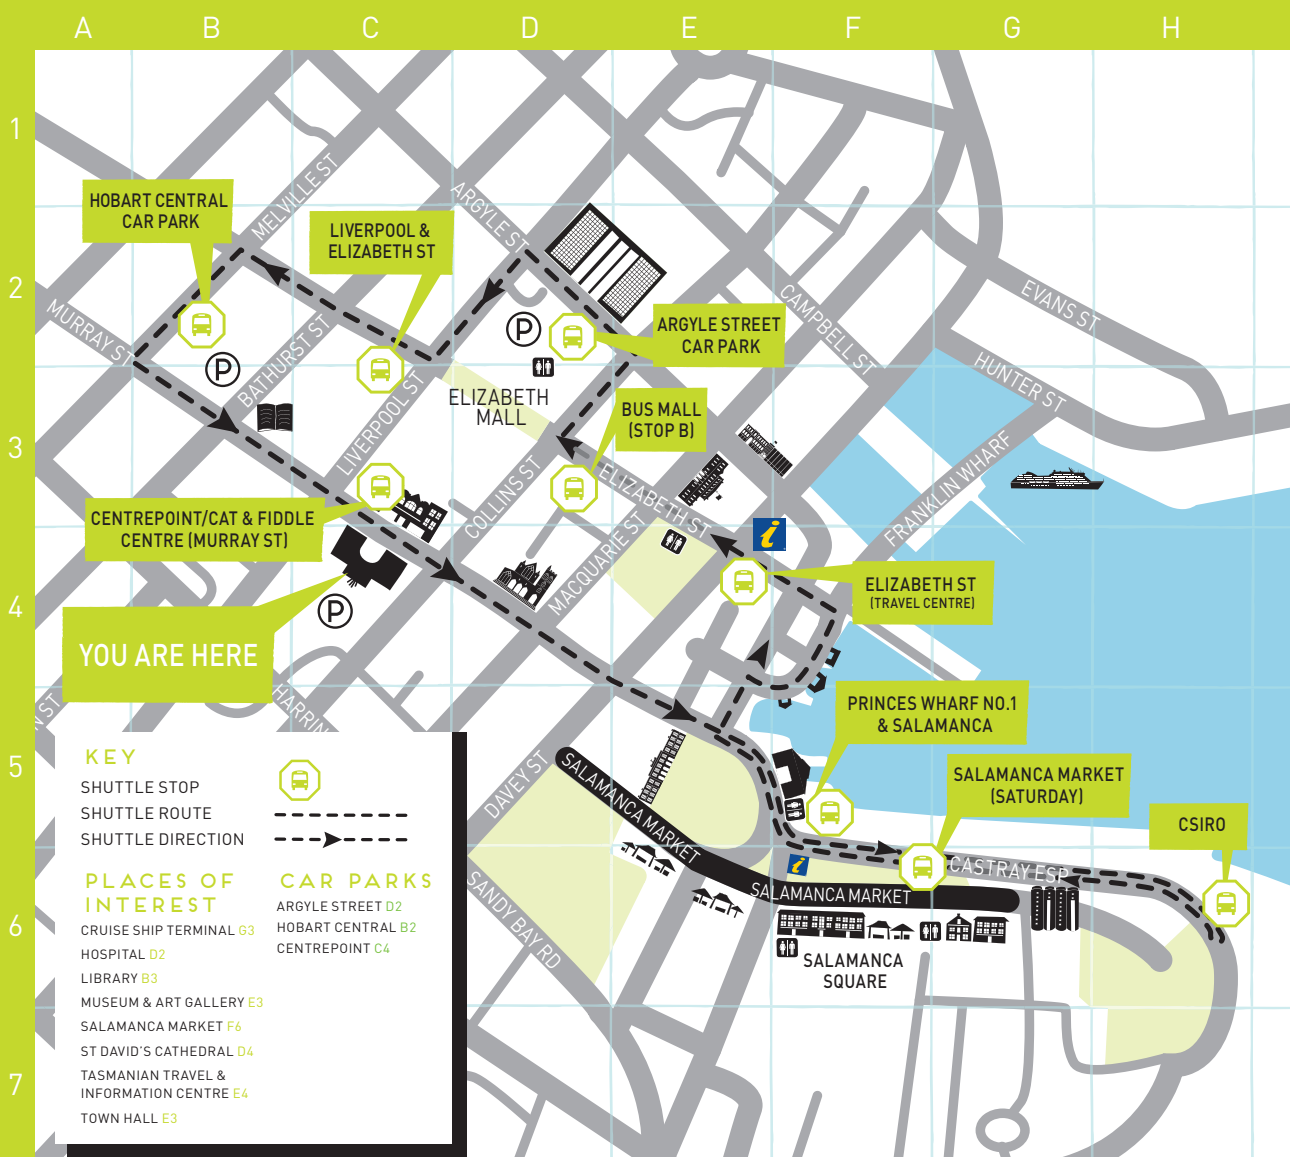 A B C D E F G H
1
2
3
4
5
6
7
HOBART CENTRAL
CAR PARK
MELVILLE ST
ARGYLE ST
LIVERPOOL &
ELIZABETH ST
MURRAY ST
BATHURST ST
P
P
ARGYLE STREET
CAR PARK
CAMPBELL ST
EVANS ST
HUNTER ST
ELIZABETH
MALL
BUS MALL
(STOP B)
LIVERPOOL ST
COLLINS ST
ELIZABETH ST
FRANKLIN WHARF
CENTREPOINT/CAT & FIDDLE
CENTRE (MURRAY ST)
MACQUARIE ST
i
ELIZABETH ST
(TRAVEL CENTRE)
P
YOU ARE HERE
HARRIN
N ST
PRINCES WHARF NO.1
& SALAMANCA
DAVEY ST
SALAMANCA MARKET
SALAMANCA MARKET
(SATURDAY)
CSIRO
i
CASTRAY ESP
SALAMANCA MARKET
SANDY BAY RD
SALAMANCA
SQUARE
KEY
SHUTTLE STOP
SHUTTLE ROUTE
SHUTTLE DIRECTION
PLACES OF
INTEREST
CRUISE SHIP TERMINAL G3
HOSPITAL D2
LIBRARY B3
MUSEUM & ART GALLERY E3
SALAMANCA MARKET F6
ST DAVID'S CATHEDRAL D4
TASMANIAN TRAVEL &
INFORMATION CENTRE E4
TOWN HALL E3
CAR PARKS
ARGYLE STREET D2
HOBART CENTRAL B2
CENTREPOINT C4